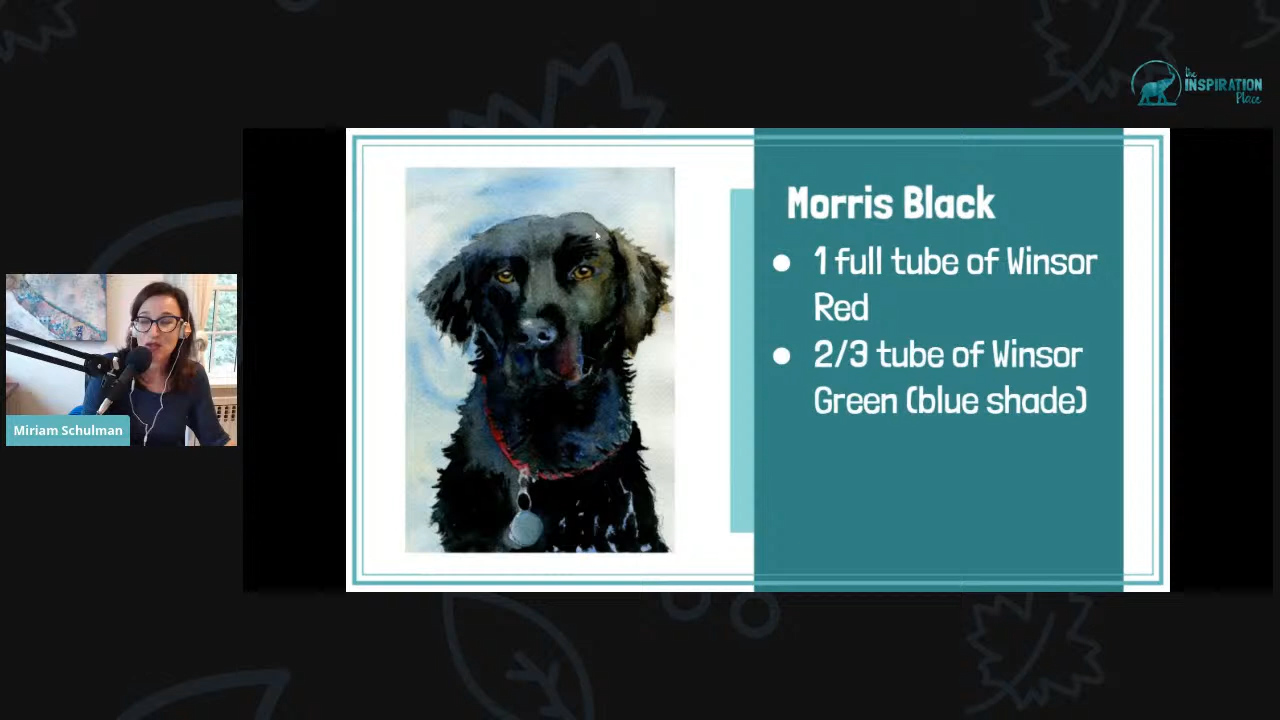 the
INSPIRATION
Place
Morris Black
● 1 full tube of Winsor
Red
● 2/3 tube of Winsor
Green (blue shade)
Miriam Schulman